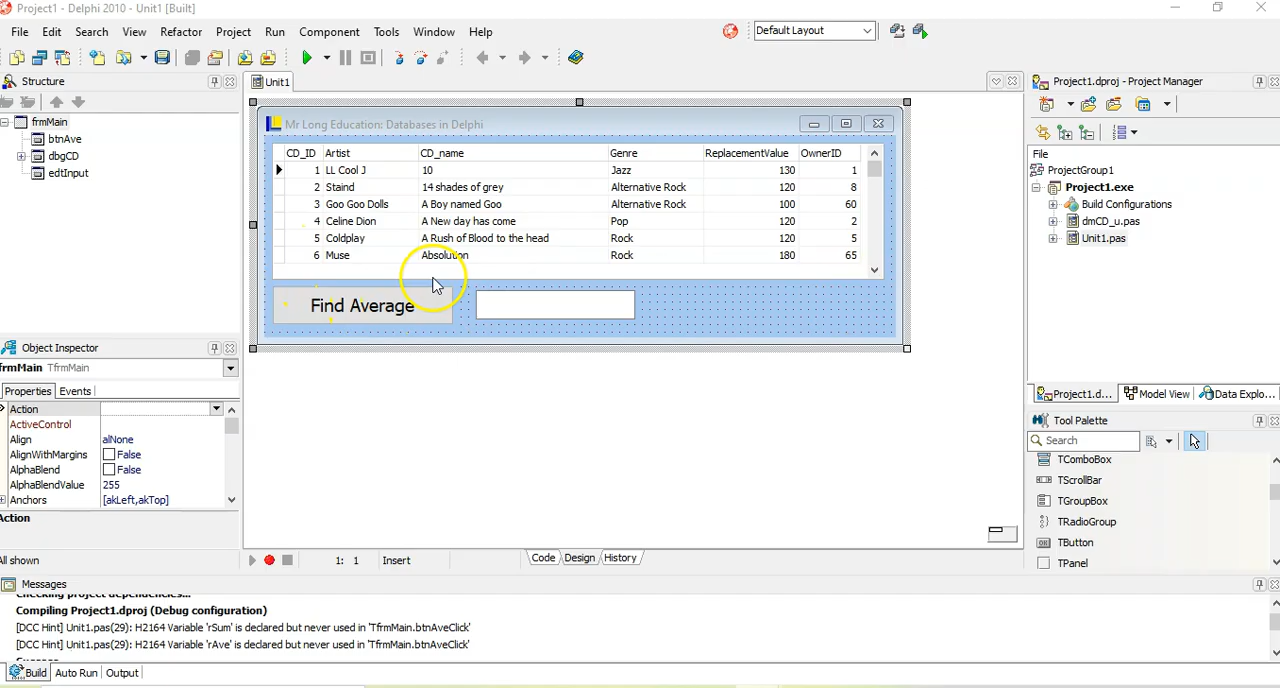 Project1 - Delphi 2010 - Unit1 [Built]
File Edit Search View Refactor Project Run Component Tools Window Help
Default Layout
Structure
frmMain
btnAve
dbgCD
edtInput
Unit1
Mr Long Education: Databases in Delphi
CD_ID Artist CD_name Genre ReplacementValue OwnerID
1 LL Cool J 10 Jazz 130 1
2 Staind 14 shades of grey Alternative Rock 120 8
3 Goo Goo Dolls A Boy named Goo Alternative Rock 100 60
4 Celine Dion A New day has come Pop 120 2
5 Coldplay A Rush of Blood to the head Rock 120 5
6 Muse Absolution Rock 180 65
Find Average
Object Inspector
frmMain TfrmMain
Properties Events
Action
ActiveControl
Align alNone
AlignWithMargins False
AlphaBlend False
AlphaBlendValue 255
Anchors [akLeft,akTop]
Action
All shown
1: 1 Insert
Code Design History
Project1.dproj - Project Manager
File
ProjectGroup1
Project1.exe
Build Configurations
dmCD_u.pas
Unit1.pas
Project1.d... Model View Data Explo...
Tool Palette
Search
TComboBox
TScrollBar
TGroupBox
TRadioGroup
TButton
TPanel
Messages
Checking project dependencies...
Compiling Project1.dproj (Debug configuration)
[DCC Hint] Unit1.pas(29): H2164 Variable 'rSum' is declared but never used in 'TfrmMain.btnAveClick'
[DCC Hint] Unit1.pas(29): H2164 Variable 'rAve' is declared but never used in 'TfrmMain.btnAveClick'
Success
Build Auto Run Output